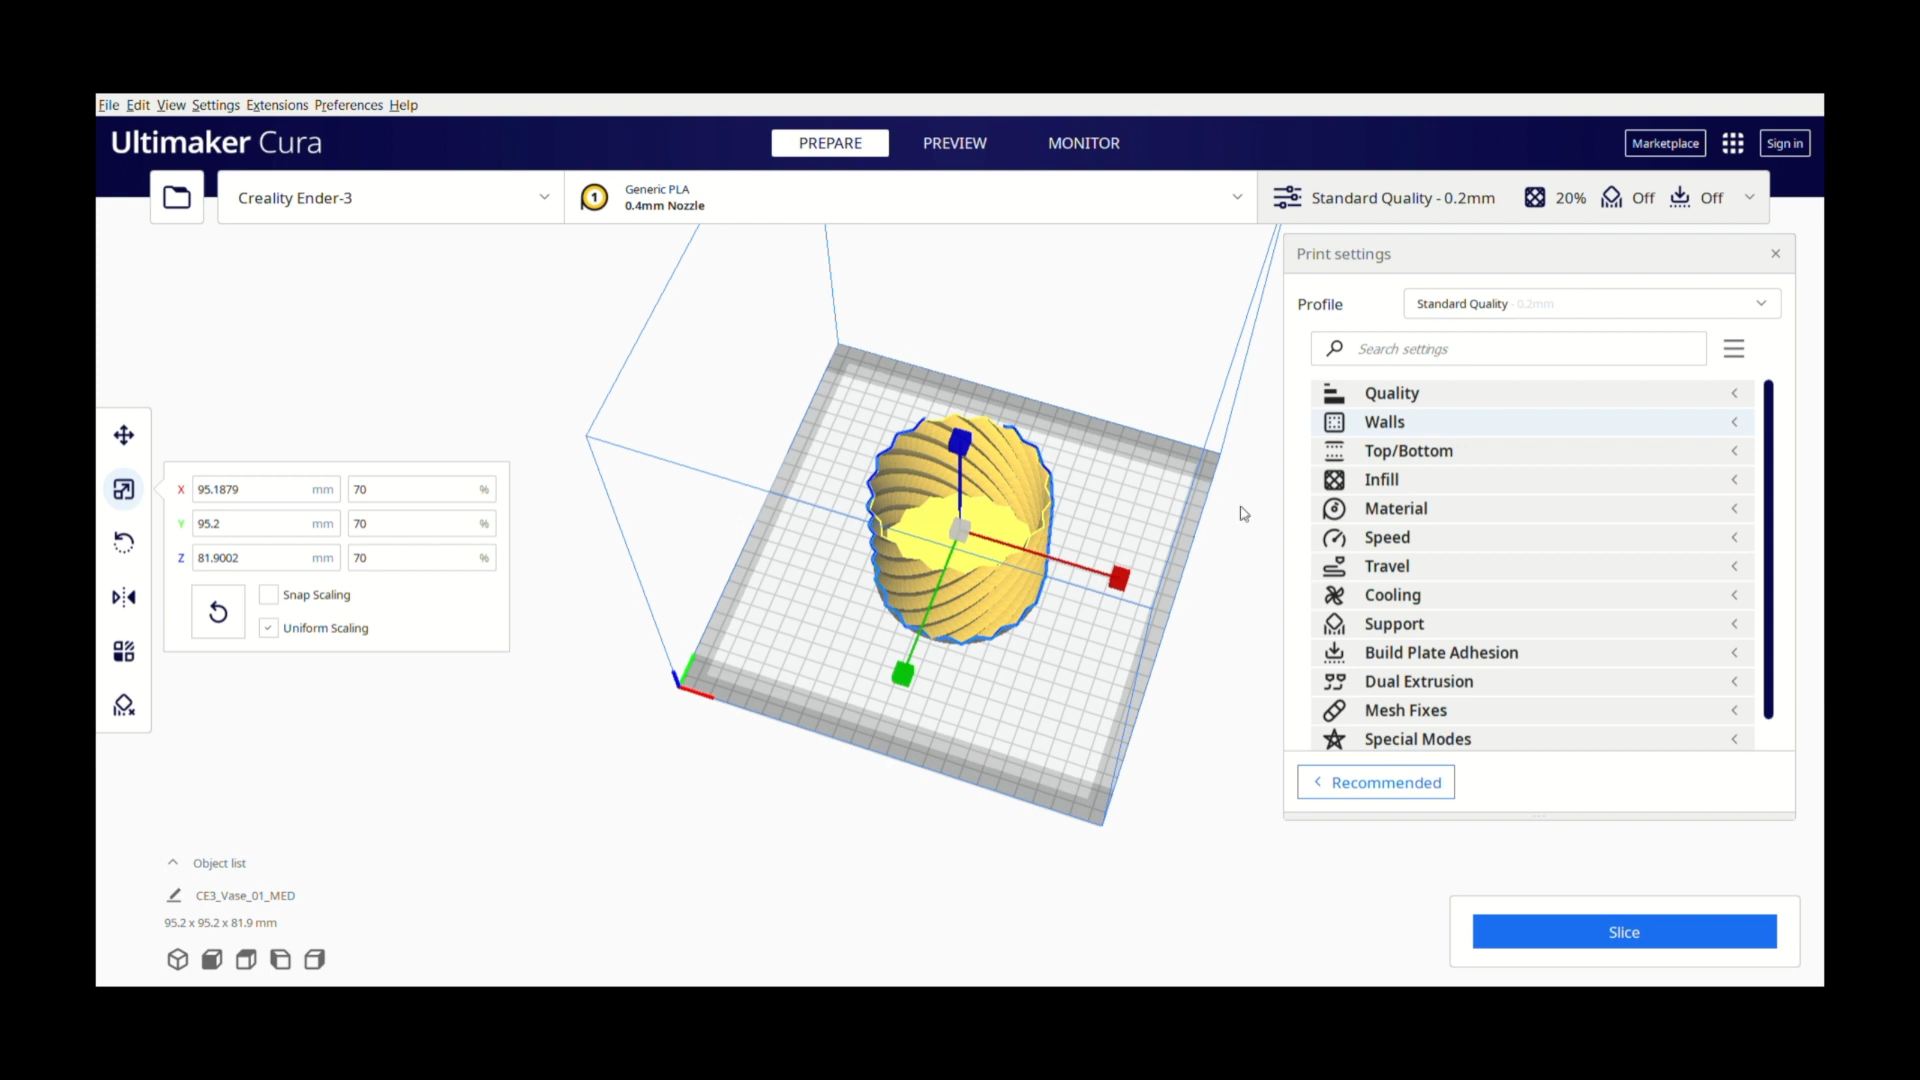 File Edit View Settings Extensions Preferences Help
Ultimaker Cura
PREPARE PREVIEW MONITOR
Marketplace Sign in
Creality Ender-3
1
Generic PLA
0.4mm Nozzle
Standard Quality - 0.2mm 20% Off Off
Print settings
Profile Standard Quality - 0.2mm
Search settings
Quality
Walls
Top/Bottom
Infill
Material
Speed
Travel
Cooling
Support
Build Plate Adhesion
Dual Extrusion
Mesh Fixes
Special Modes
Recommended
X 95.1879 mm 70 %
Y 95.2 mm 70 %
Z 81.9002 mm 70 %
Snap Scaling
Uniform Scaling
Object list
CE3_Vase_01_MED
95.2 x 95.2 x 81.9 mm
Slice